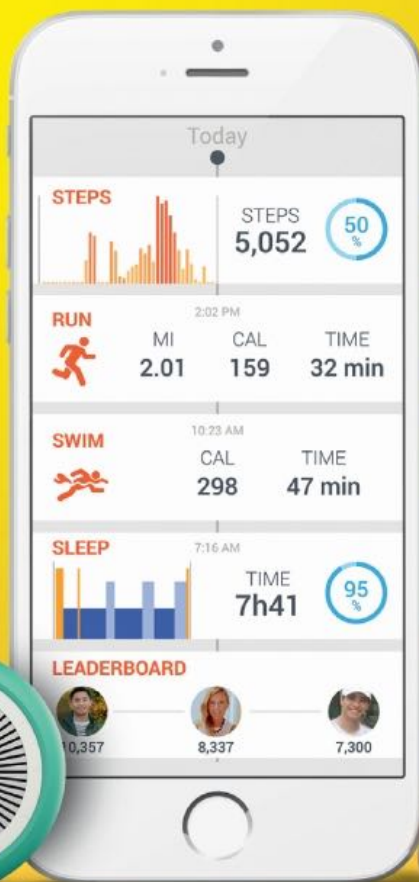 Today
STEPS
STEPS
5,052
50
%
RUN
2:02 PM
MI
CAL
TIME
2.01
159
32 min
SWIM
10:23 AM
CAL
TIME
298
47 min
SLEEP
7:16 AM
TIME
7h41
95
%
LEADERBOARD
10,357
8,337
7,300